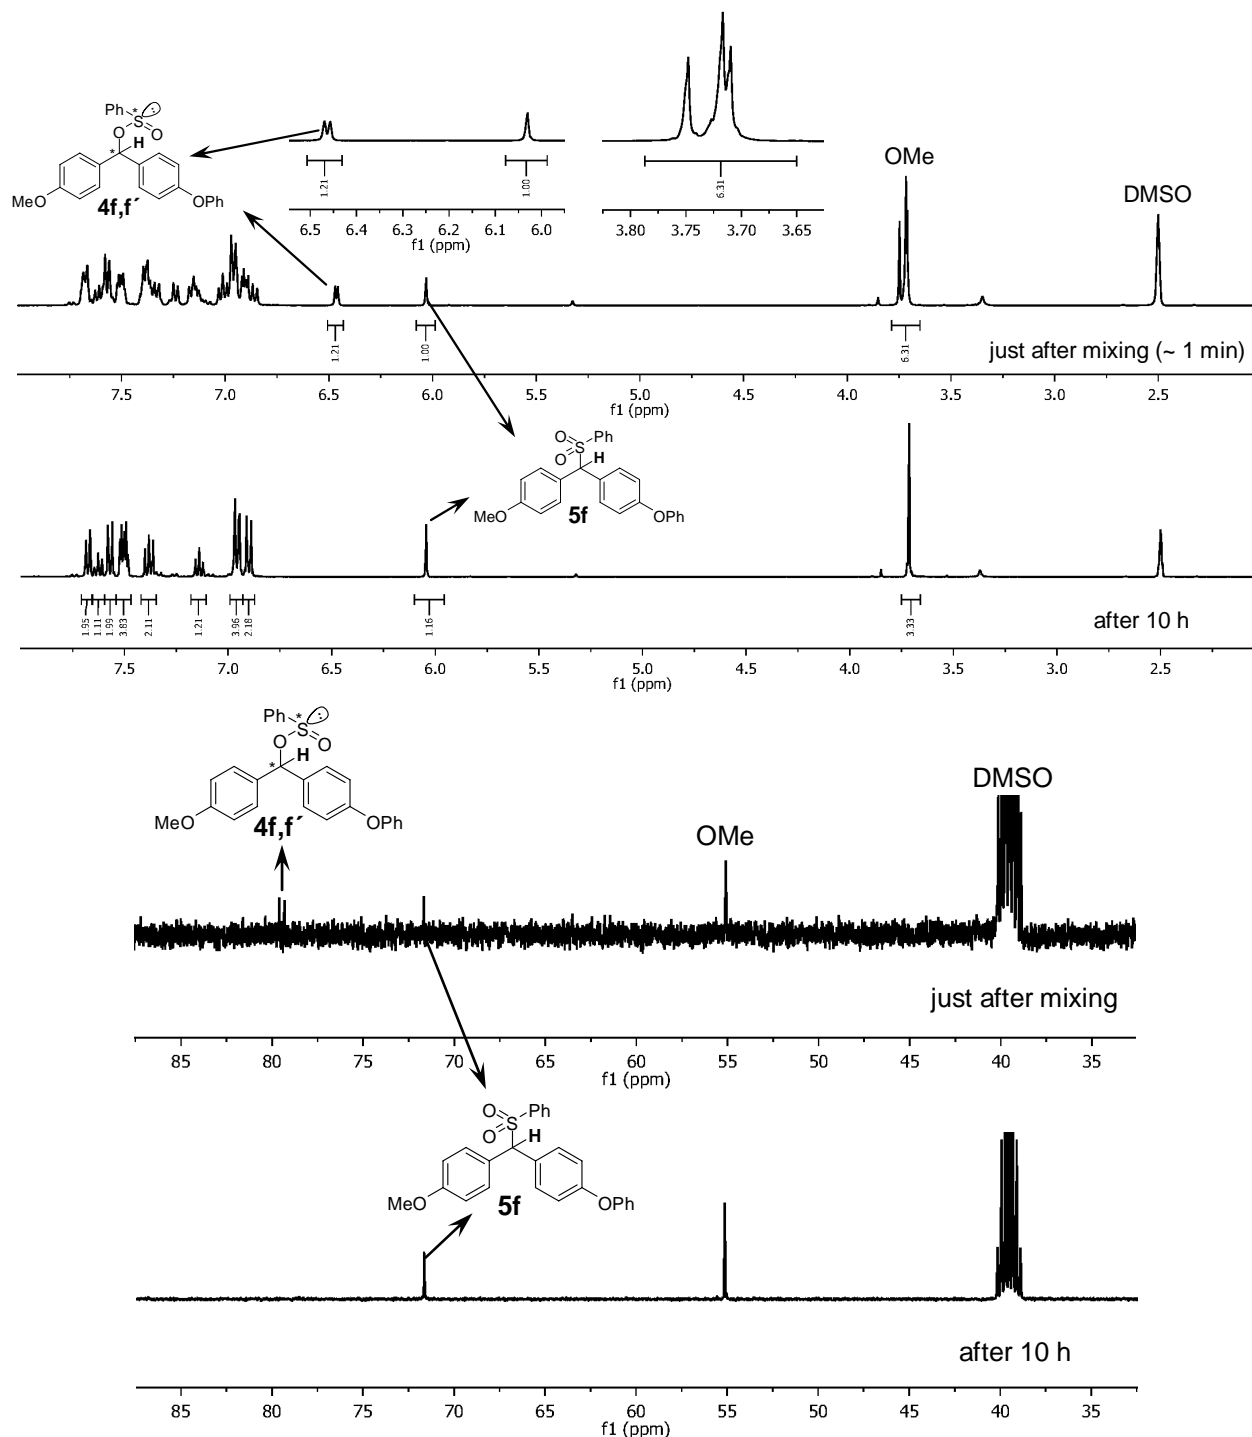 Ph
*
S
:
O
O
H
*
MeO
OPh
4f,f´
1.21
1.00
6.31
6.5 6.4 6.3 6.2 6.1 6.0
f1 (ppm)
3.80 3.75 3.70 3.65
OMe
DMSO
1.21
1.00
6.31
just after mixing (~ 1 min)
7.5 7.0 6.5 6.0 5.5 5.0 4.5 4.0 3.5 3.0 2.5
f1 (ppm)
O
Ph
S
O
H
MeO
OPh
5f
1.95
1.11
1.99
3.83
2.11
1.21
3.96
2.18
1.16
3.33
after 10 h
7.5 7.0 6.5 6.0 5.5 5.0 4.5 4.0 3.5 3.0 2.5
f1 (ppm)
Ph
*
S
:
O
O
H
*
MeO
OPh
4f,f´
OMe
DMSO
just after mixing
85 80 75 70 65 60 55 50 45 40 35
f1 (ppm)
O
Ph
S
O
H
MeO
OPh
5f
after 10 h
85 80 75 70 65 60 55 50 45 40 35
f1 (ppm)